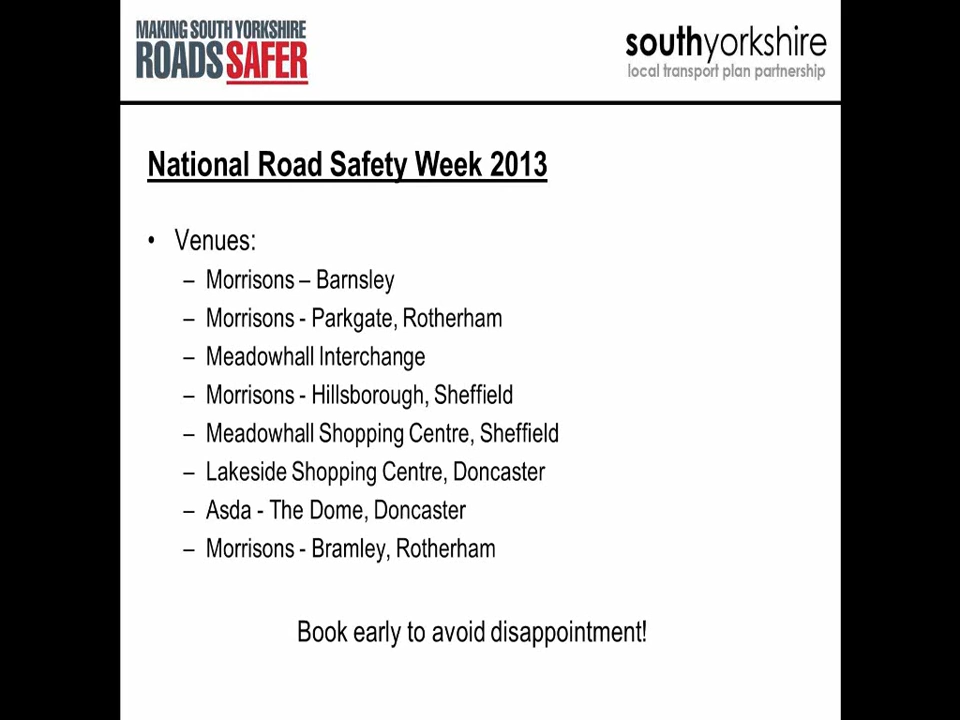 MAKING SOUTH YORKSHIRE
ROADS SAFER
southyorkshire
local transport plan partnership
National Road Safety Week 2013
• Venues:
– Morrisons – Barnsley
– Morrisons - Parkgate, Rotherham
– Meadowhall Interchange
– Morrisons - Hillsborough, Sheffield
– Meadowhall Shopping Centre, Sheffield
– Lakeside Shopping Centre, Doncaster
– Asda - The Dome, Doncaster
– Morrisons - Bramley, Rotherham
Book early to avoid disappointment!